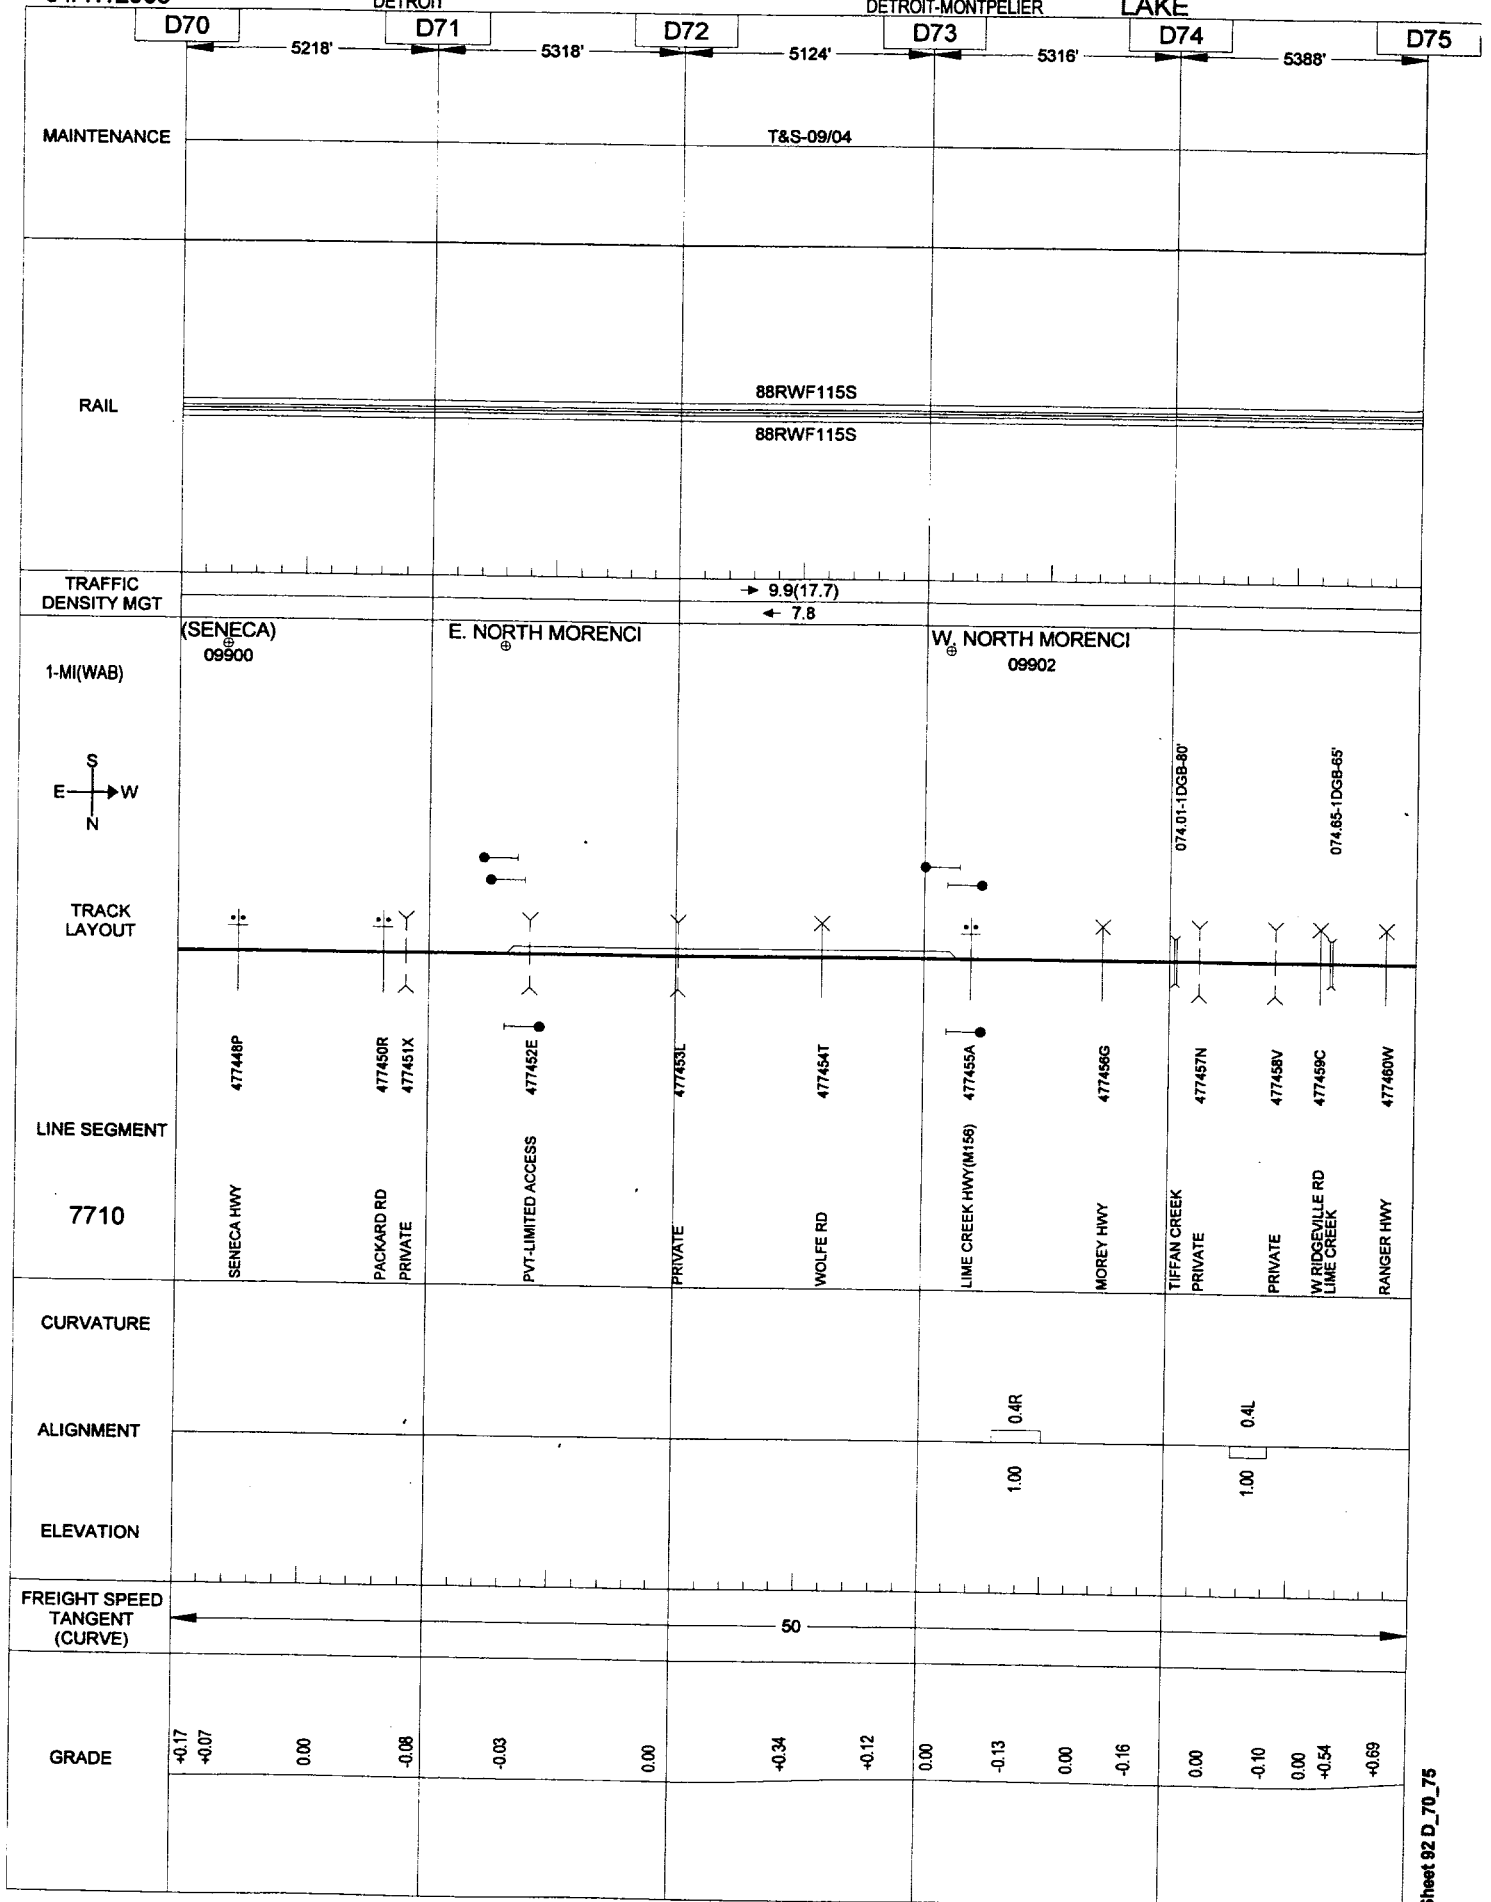 DETROIT
DETROIT-MONTPELIER
LAKE
D70 D71 D72 D73 D74 D75
5218' 5318' 5124' 5316' 5388'
MAINTENANCE
T&S-09/04
RAIL
88RWF115S
88RWF115S
TRAFFIC
DENSITY MGT
9.9(17.7)
7.8
(SENECA)
09900
E. NORTH MORENCI
W. NORTH MORENCI
09902
1-MI(WAB)
S
E W
N
074.01-1DGB-80'
074.65-1DGB-65'
TRACK
LAYOUT
477448P
477450R
477451X
477452E
477453L
477454T
477455A
477456G
477457N
477458V
477459C
477460W
LINE SEGMENT
7710
SENECA HWY
PACKARD RD
PRIVATE
PVT-LIMITED ACCESS
PRIVATE
WOLFE RD
LIME CREEK HWY(M156)
MOREY HWY
TIFFAN CREEK
PRIVATE
PRIVATE
W RIDGEVILLE RD
LIME CREEK
RANGER HWY
CURVATURE
ALIGNMENT
0.4R
0.4L
1.00
1.00
ELEVATION
FREIGHT SPEED
TANGENT
(CURVE)
50
GRADE
+0.17
+0.07
0.00
-0.08
-0.03
0.00
+0.34
+0.12
0.00
-0.13
0.00
-0.16
0.00
-0.10
0.00
+0.54
+0.69
Sheet 92 D_70_75